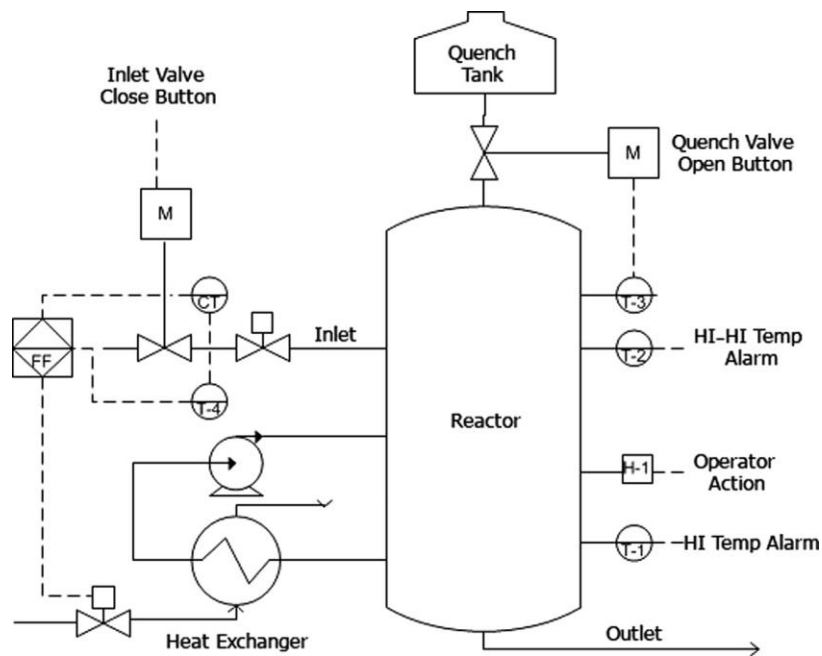 Quench
Tank
Inlet Valve
Close Button
M
Quench Valve
Open Button
M
CT
T-3
FF
Inlet
T-2
HI-HI Temp
Alarm
T-4
Reactor
H-1
Operator
Action
T-1
HI Temp Alarm
Heat Exchanger
Outlet